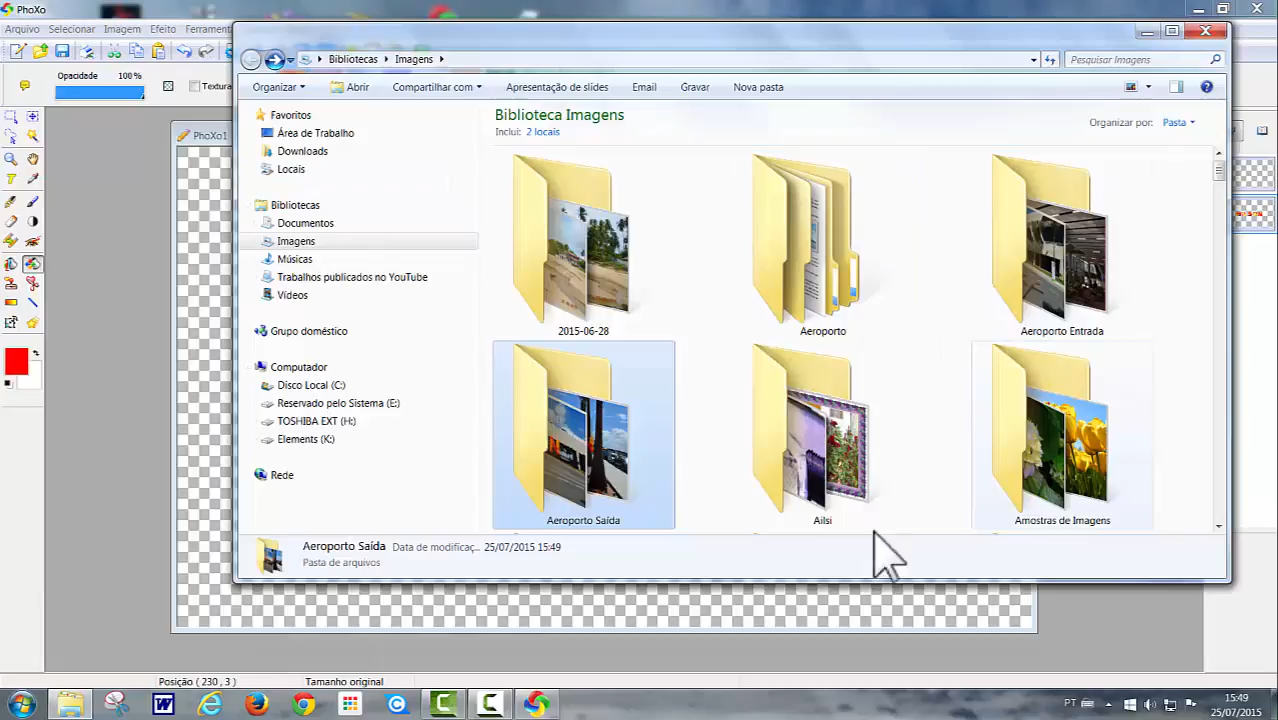 PhoXo
Arquivo Selecionar Imagem Efeito Ferrament
Opacidade 100%
Textura
PhoXo1
Bibliotecas Imagens
Pesquisar Imagens
Organizar Abrir Compartilhar com Apresentação de slides Email Gravar Nova pasta
Favoritos
Área de Trabalho
Downloads
Locais
Bibliotecas
Documentos
Imagens
Músicas
Trabalhos publicados no YouTube
Vídeos
Grupo doméstico
Computador
Disco Local (C:)
Reservado pelo Sistema (E:)
TOSHIBA EXT (H:)
Elements (K:)
Rede
Biblioteca Imagens
Inclui: 2 locais
Organizar por: Pasta
2015-06-28
Aeroporto
Aeroporto Entrada
Aeroporto Saída
Ailsi
Amostras de Imagens
Aeroporto Saída Data de modificaç... 25/07/2015 15:49
Pasta de arquivos
Posição ( 230 , 3 ) Tamanho original
PT
15:49
25/07/2015